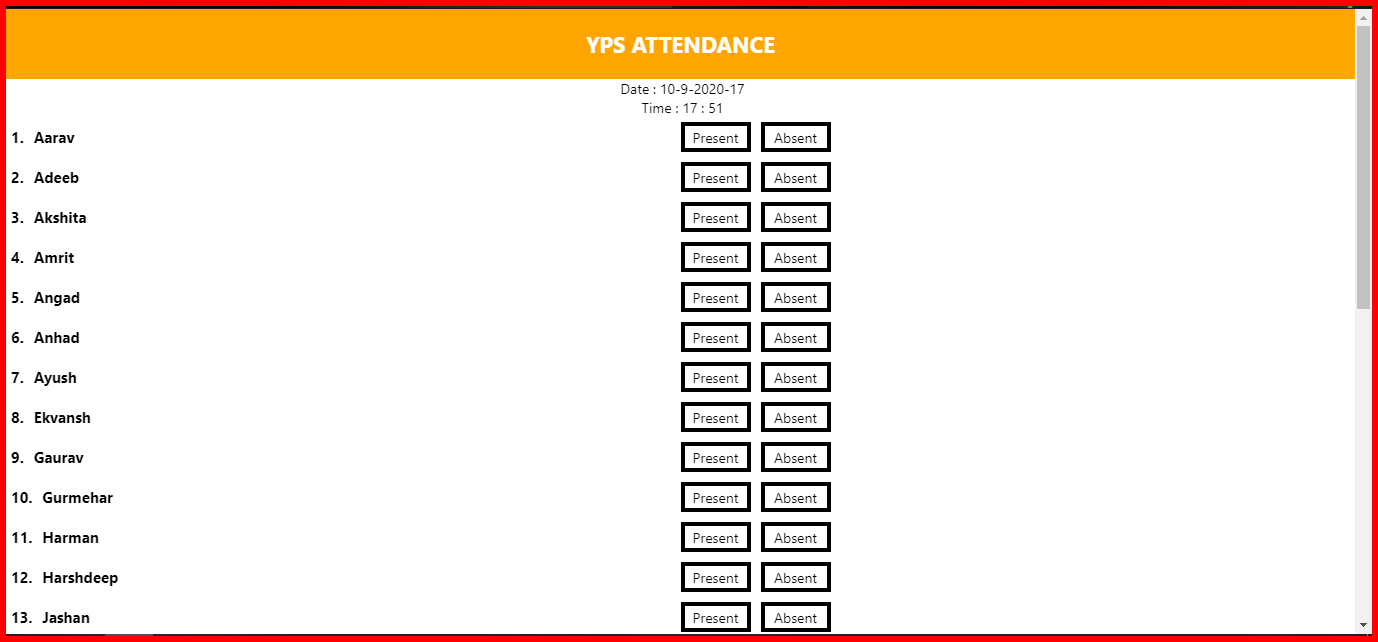 YPS ATTENDANCE
Date : 10-9-2020-17
Time : 17 : 51
1. Aarav Present Absent
2. Adeeb Present Absent
3. Akshita Present Absent
4. Amrit Present Absent
5. Angad Present Absent
6. Anhad Present Absent
7. Ayush Present Absent
8. Ekvansh Present Absent
9. Gaurav Present Absent
10. Gurmehar Present Absent
11. Harman Present Absent
12. Harshdeep Present Absent
13. Jashan Present Absent